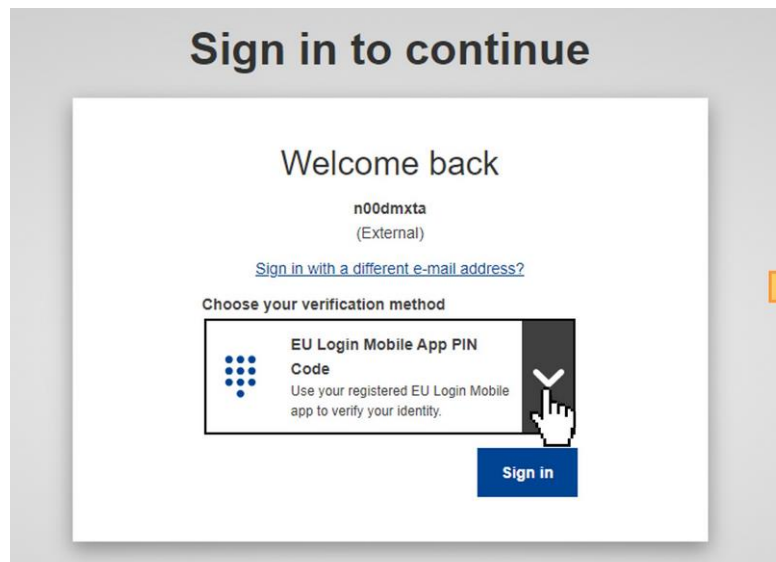 Sign in to continue
Welcome back
n00dmxta
(External)
Sign in with a different e-mail address?
Choose your verification method
EU Login Mobile App PIN
Code
Use your registered EU Login Mobile
app to verify your identity.
Sign in